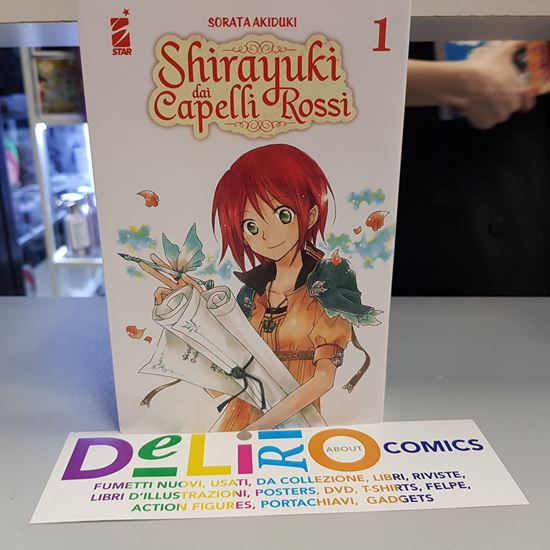 SORATA AKIDUKI
1
STAR
Shirayuki
dai
Capelli Rossi
DeLiRiO
ABOUT
COMICS
FUMETTI NUOVI, USATI, DA COLLEZIONE, LIBRI, RIVISTE,
LIBRI D'ILLUSTRAZIONI, POSTERS, DVD, T-SHIRTS, FELPE,
ACTION FIGURES, PORTACHIAVI, GADGETS